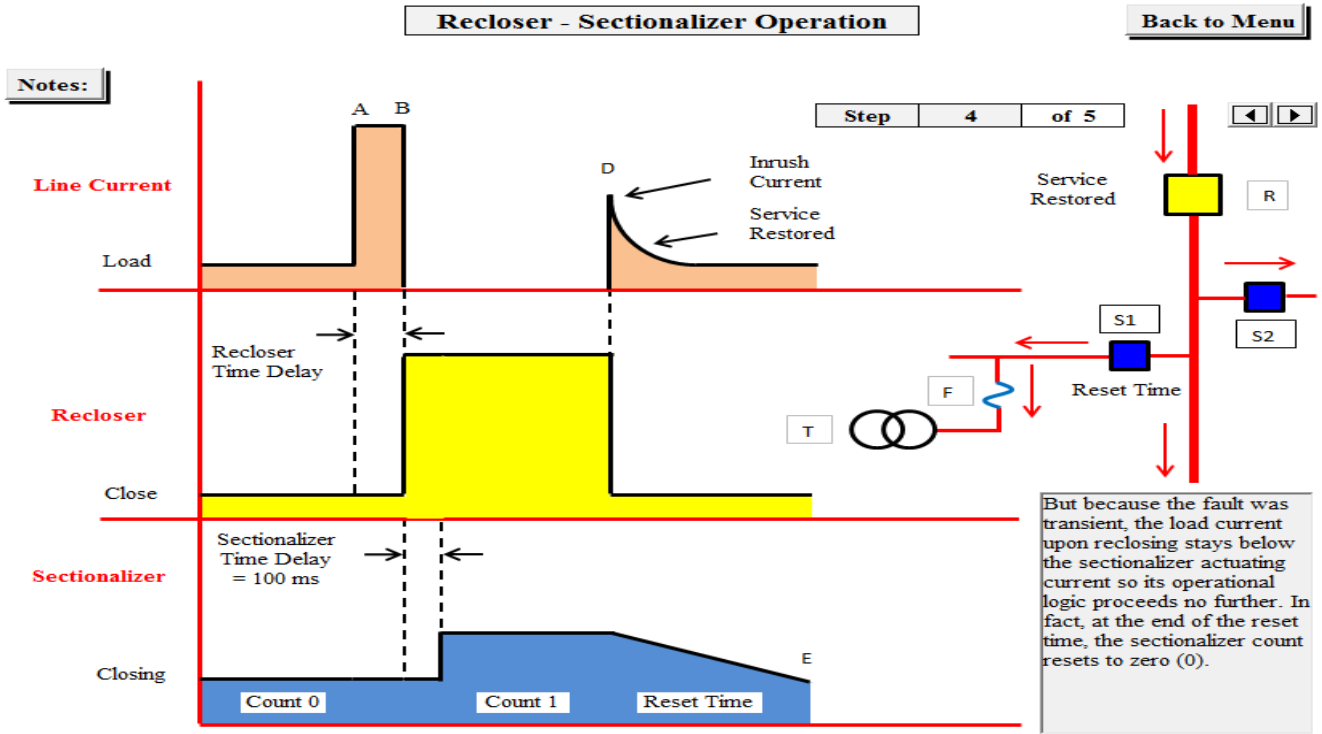 Recloser - Sectionalizer Operation
Back to Menu
Notes:
A B
Step 4 of 5
D
Inrush
Current
Line Current
Service
Restored
R
Service
Restored
Load
S1
S2
Recloser
Time Delay
Reset Time
F
Recloser
T
Close
But because the fault was
transient, the load current
upon reclosing stays below
the sectionalizer actuating
current so its operational
logic proceeds no further. In
fact, at the end of the reset
time, the sectionalizer count
resets to zero (0).
Sectionalizer
Time Delay
= 100 ms
Sectionalizer
E
Closing
Count 0
Count 1
Reset Time